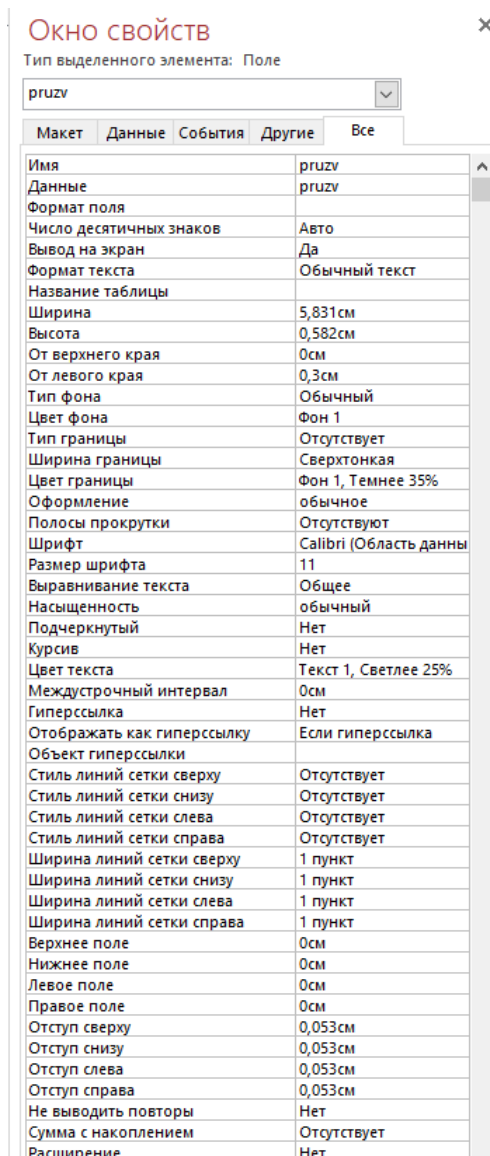 Окно свойств
Тип выделенного элемента: Поле
pruzv
Макет Данные События Другие Все
Имя pruzv
Данные pruzv
Формат поля
Число десятичных знаков Авто
Вывод на экран Да
Формат текста Обычный текст
Название таблицы
Ширина 5,831см
Высота 0,582см
От верхнего края 0см
От левого края 0,3см
Тип фона Обычный
Цвет фона Фон 1
Тип границы Отсутствует
Ширина границы Сверхтонкая
Цвет границы Фон 1, Темнее 35%
Оформление обычное
Полосы прокрутки Отсутствуют
Шрифт Calibri (Область данны
Размер шрифта 11
Выравнивание текста Общее
Насыщенность обычный
Подчеркнутый Нет
Курсив Нет
Цвет текста Текст 1, Светлее 25%
Междустрочный интервал 0см
Гиперссылка Нет
Отображать как гиперссылку Если гиперссылка
Объект гиперссылки
Стиль линий сетки сверху Отсутствует
Стиль линий сетки снизу Отсутствует
Стиль линий сетки слева Отсутствует
Стиль линий сетки справа Отсутствует
Ширина линий сетки сверху 1 пункт
Ширина линий сетки снизу 1 пункт
Ширина линий сетки слева 1 пункт
Ширина линий сетки справа 1 пункт
Верхнее поле 0см
Нижнее поле 0см
Левое поле 0см
Правое поле 0см
Отступ сверху 0,053см
Отступ снизу 0,053см
Отступ слева 0,053см
Отступ справа 0,053см
Не выводить повторы Нет
Сумма с накоплением Отсутствует
Расширение Нет